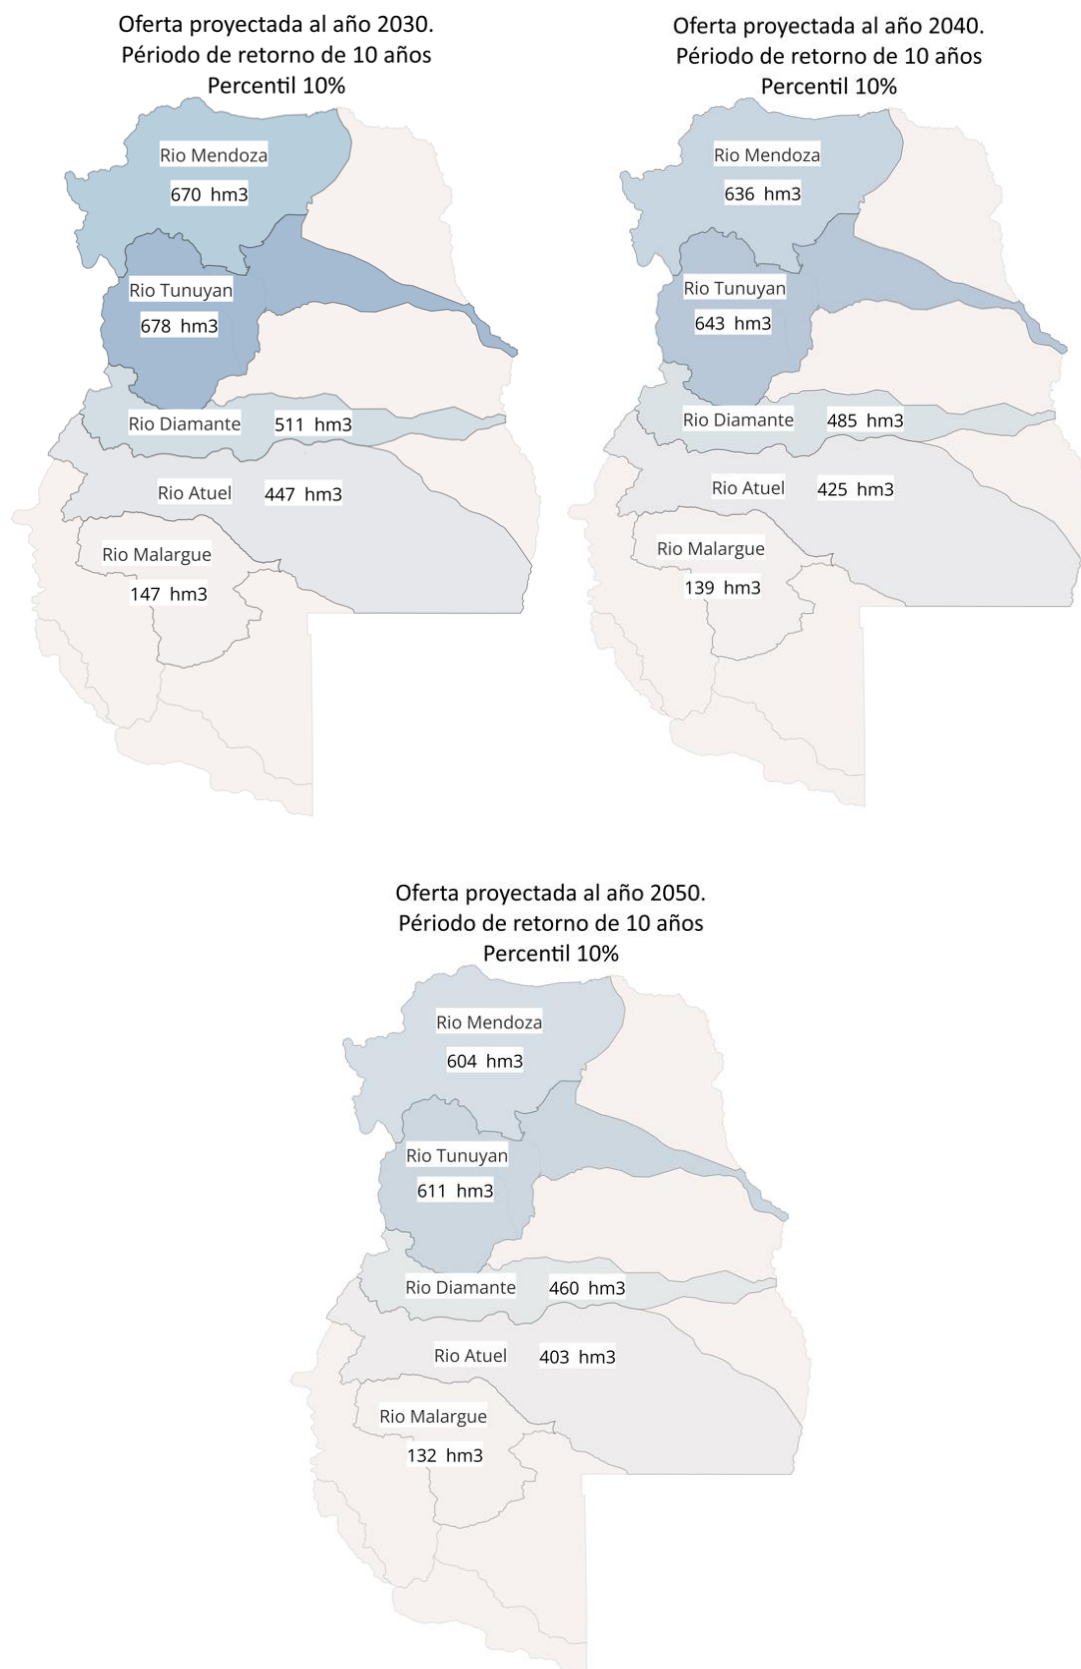 Oferta proyectada al año 2030.
Périodo de retorno de 10 años
Percentil 10%
Rio Mendoza
670 hm3
Rio Tunuyan
678 hm3
Rio Diamante 511 hm3
Rio Atuel 447 hm3
Rio Malargue
147 hm3
Oferta proyectada al año 2040.
Périodo de retorno de 10 años
Percentil 10%
Rio Mendoza
636 hm3
Rio Tunuyan
643 hm3
Rio Diamante 485 hm3
Rio Atuel 425 hm3
Rio Malargue
139 hm3
Oferta proyectada al año 2050.
Périodo de retorno de 10 años
Percentil 10%
Rio Mendoza
604 hm3
Rio Tunuyan
611 hm3
Rio Diamante 460 hm3
Rio Atuel 403 hm3
Rio Malargue
132 hm3